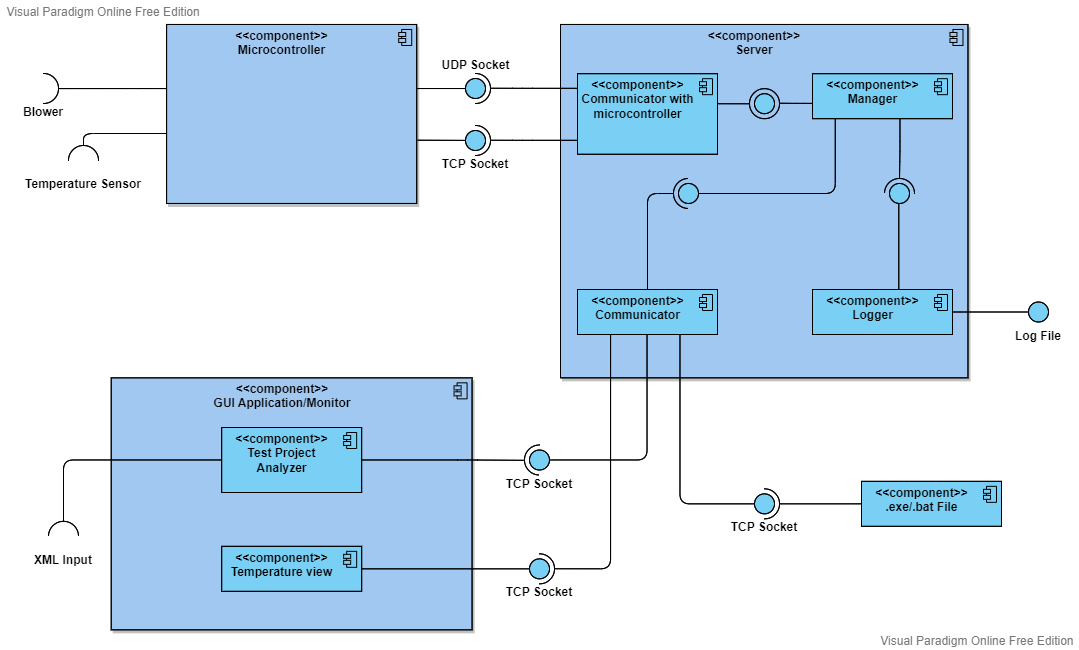 Visual Paradigm Online Free Edition
<<component>>
Microcontroller
Blower
Temperature Sensor
UDP Socket
TCP Socket
<<component>>
Server
<<component>>
Communicator with
microcontroller
<<component>>
Manager
<<component>>
Communicator
<<component>>
Logger
Log File
<<component>>
GUI Application/Monitor
<<component>>
Test Project
Analyzer
XML Input
<<component>>
Temperature view
TCP Socket
TCP Socket
TCP Socket
<<component>>
.exe/.bat File
Visual Paradigm Online Free Edition